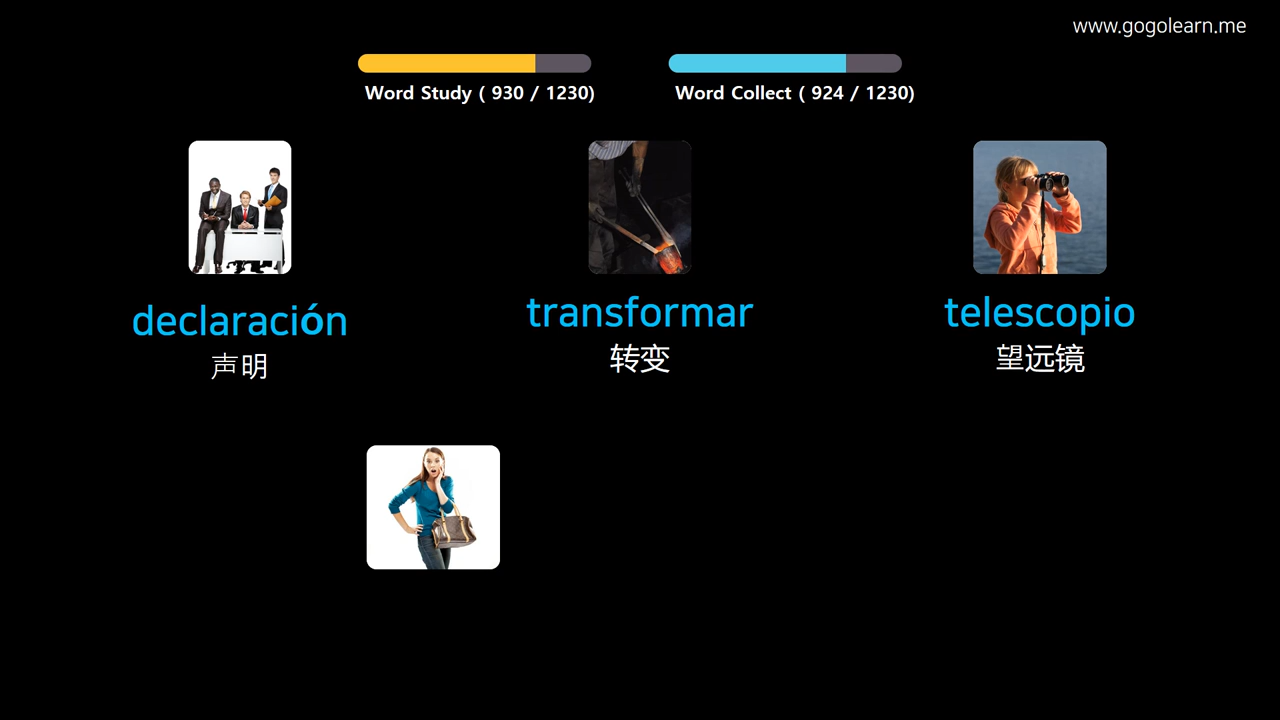 www.gogolearn.me
Word Study ( 930 / 1230)
Word Collect ( 924 / 1230)
declaración
声明
transformar
转变
telescopio
望远镜